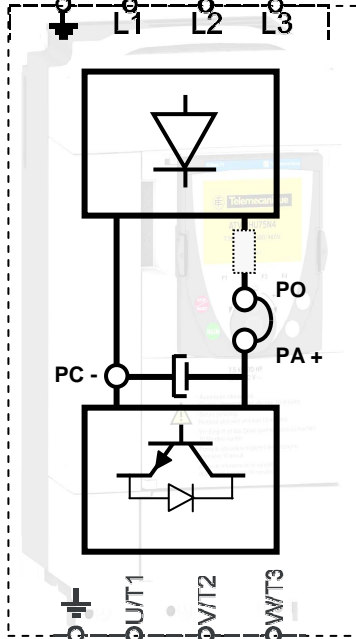 L1 L2 L3
Telemecanique
PO
PA +
PC -
U/T1 V/T2 W/T3